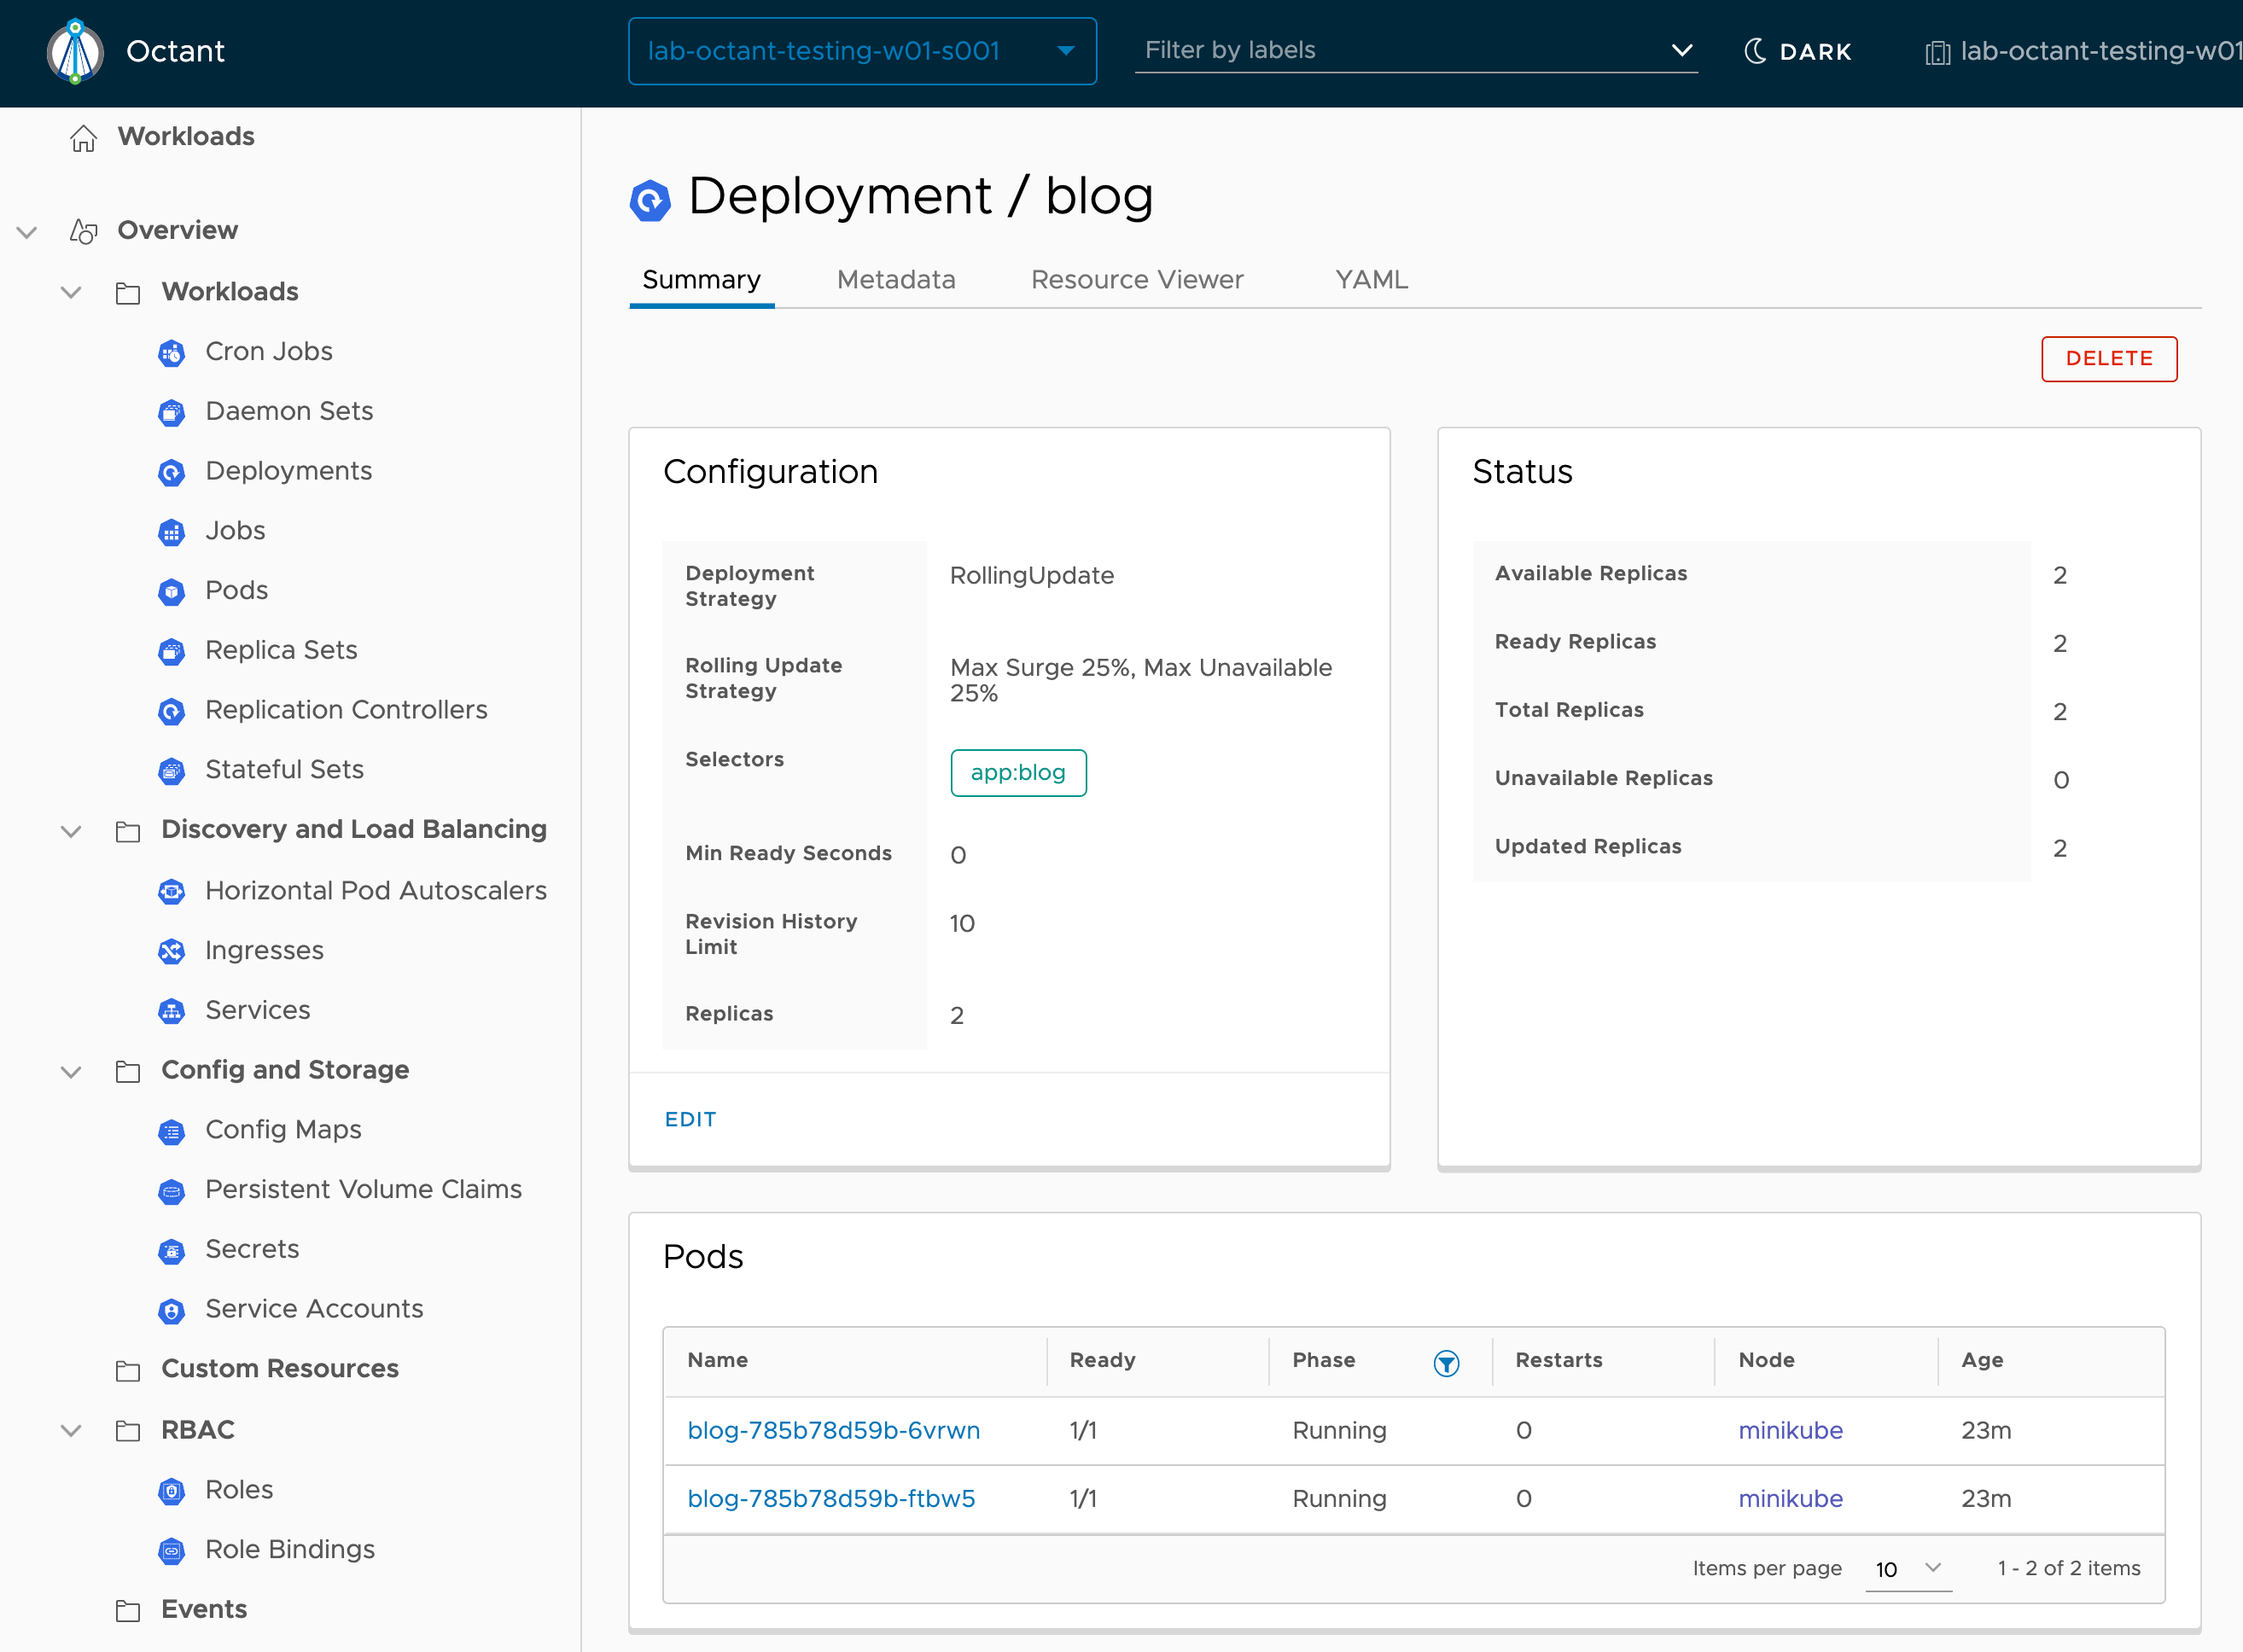 Octant
lab-octant-testing-w01-s001
Filter by labels
DARK
lab-octant-testing-w01
Workloads
Overview
Workloads
Cron Jobs
Daemon Sets
Deployments
Jobs
Pods
Replica Sets
Replication Controllers
Stateful Sets
Discovery and Load Balancing
Horizontal Pod Autoscalers
Ingresses
Services
Config and Storage
Config Maps
Persistent Volume Claims
Secrets
Service Accounts
Custom Resources
RBAC
Roles
Role Bindings
Events
Deployment / blog
Summary Metadata Resource Viewer YAML
DELETE
Configuration
Deployment
Strategy
RollingUpdate
Rolling Update
Strategy
Max Surge 25%, Max Unavailable
25%
Selectors
app:blog
Min Ready Seconds 0
Revision History
Limit
10
Replicas 2
EDIT
Status
Available Replicas 2
Ready Replicas 2
Total Replicas 2
Unavailable Replicas 0
Updated Replicas 2
Pods
Name Ready Phase Restarts Node Age
blog-785b78d59b-6vrwn 1/1 Running 0 minikube 23m
blog-785b78d59b-ftbw5 1/1 Running 0 minikube 23m
Items per page 10 1 - 2 of 2 items